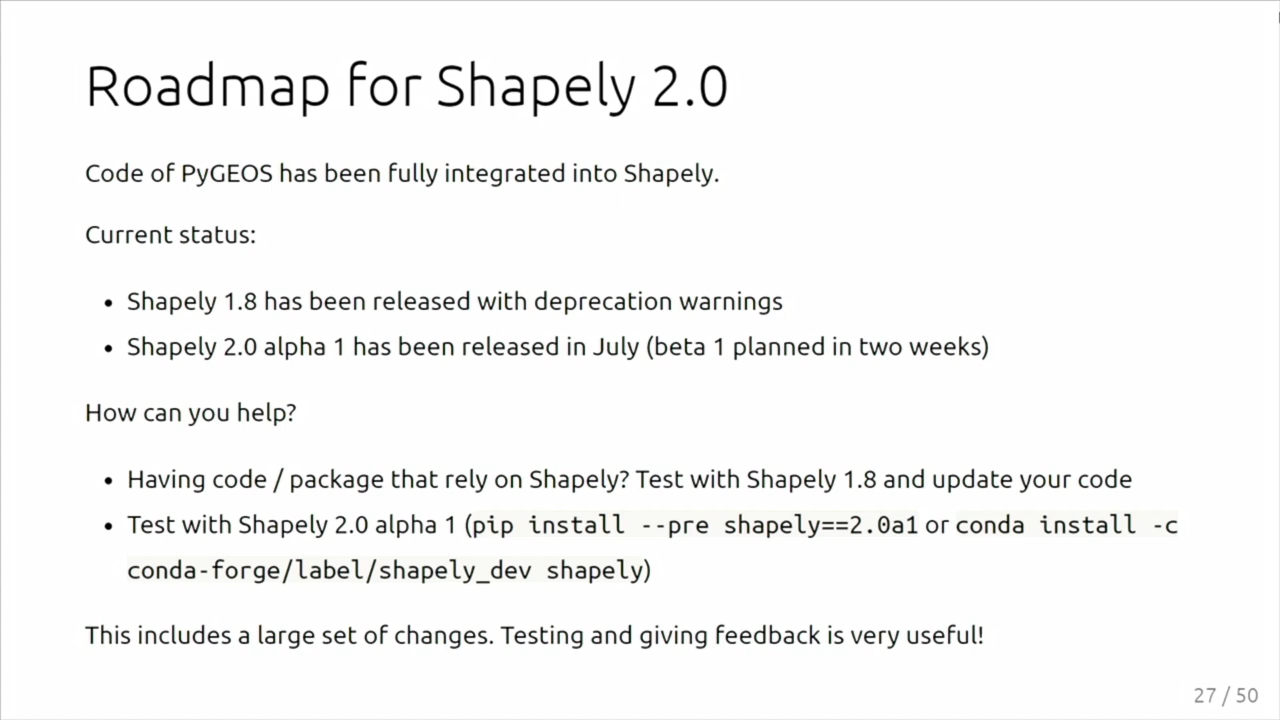 Roadmap for Shapely 2.0
Code of PyGEOS has been fully integrated into Shapely.
Current status:
• Shapely 1.8 has been released with deprecation warnings
• Shapely 2.0 alpha 1 has been released in July (beta 1 planned in two weeks)
How can you help?
• Having code / package that rely on Shapely? Test with Shapely 1.8 and update your code
• Test with Shapely 2.0 alpha 1 (pip install --pre shapely==2.0a1 or conda install -c
conda-forge/label/shapely_dev shapely)
This includes a large set of changes. Testing and giving feedback is very useful!
27 / 50